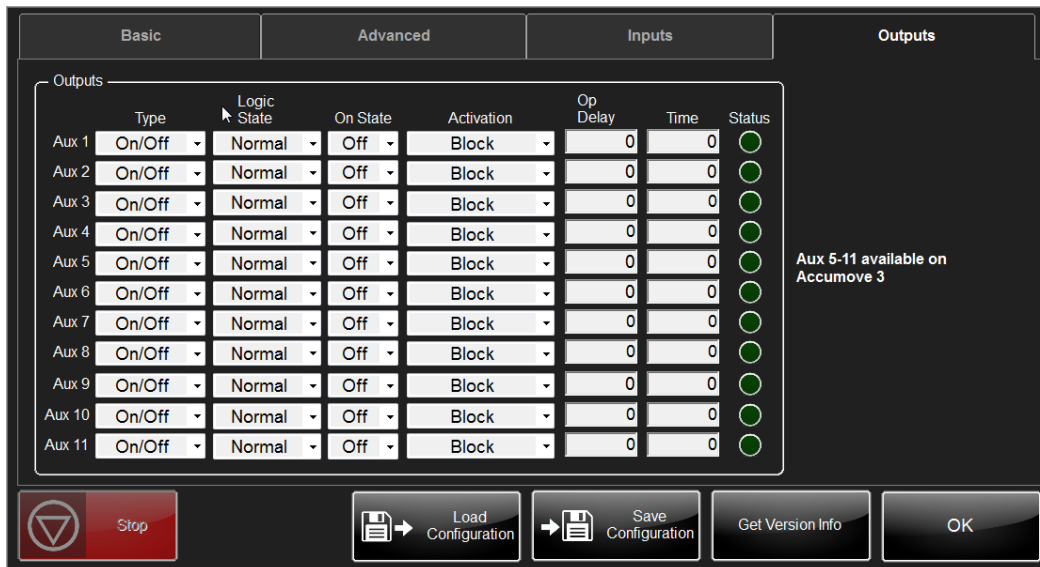 Basic Advanced Inputs Outputs
Outputs
Type Logic State On State Activation Op Delay Time Status
Aux 1 On/Off Normal Off Block 0 0
Aux 2 On/Off Normal Off Block 0 0
Aux 3 On/Off Normal Off Block 0 0
Aux 4 On/Off Normal Off Block 0 0
Aux 5 On/Off Normal Off Block 0 0
Aux 6 On/Off Normal Off Block 0 0
Aux 7 On/Off Normal Off Block 0 0
Aux 8 On/Off Normal Off Block 0 0
Aux 9 On/Off Normal Off Block 0 0
Aux 10 On/Off Normal Off Block 0 0
Aux 11 On/Off Normal Off Block 0 0
Aux 5-11 available on
Accumove 3
Stop
Load
Configuration
Save
Configuration
Get Version Info
OK